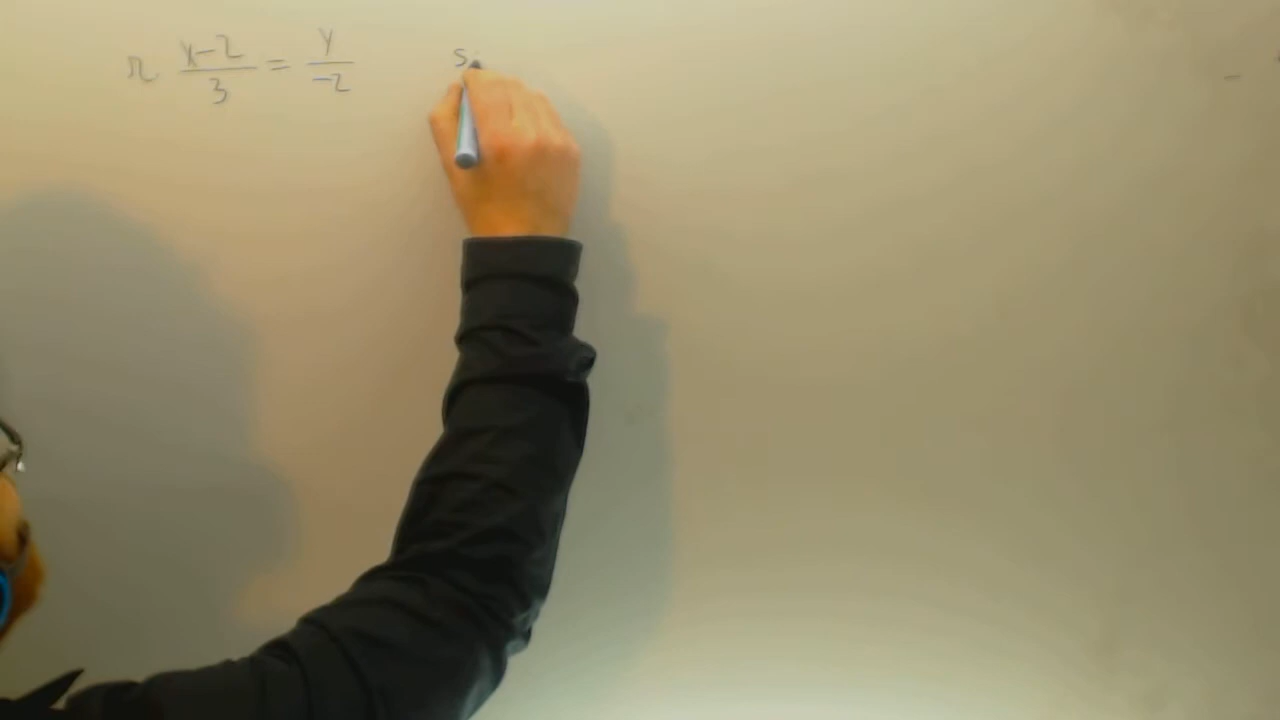 r (x-2)/3 = y/-2 s